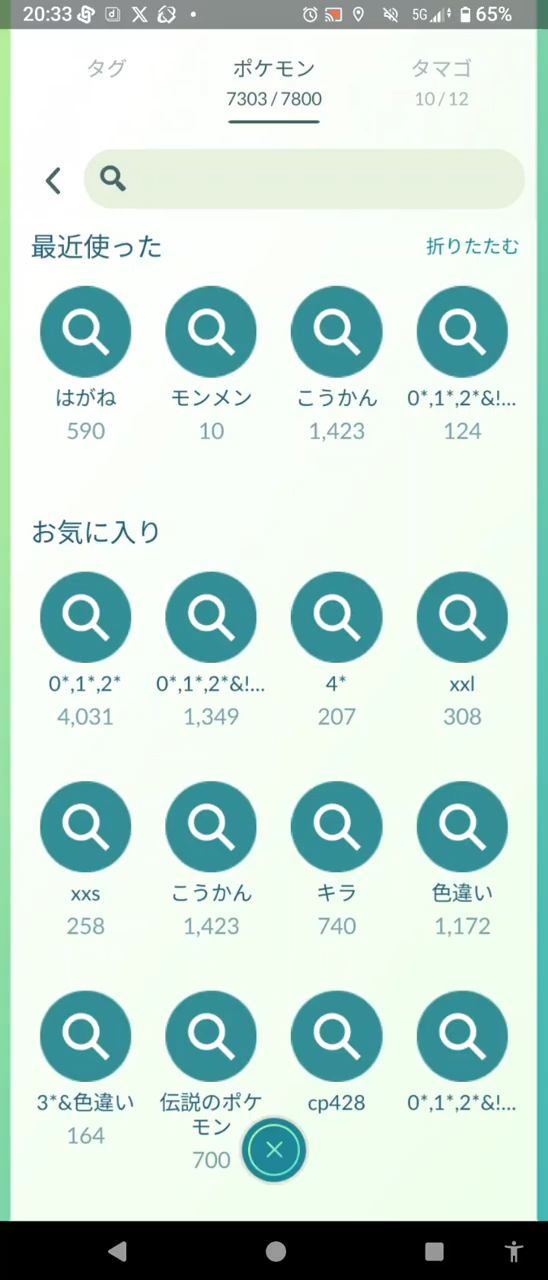 20:33 5G 65%
タグ ポケモン タマゴ
7303/7800 10/12
最近使った 折りたたむ
はがね モンメン こうかん 0*,1*,2*&!...
590 10 1,423 124
お気に入り
0*,1*,2* 0*,1*,2*&!... 4* xxl
4,031 1,349 207 308
xxs こうかん キラ 色違い
258 1,423 740 1,172
3*&色違い 伝説のポケ cp428 0*,1*,2*&!...
モン
164 700